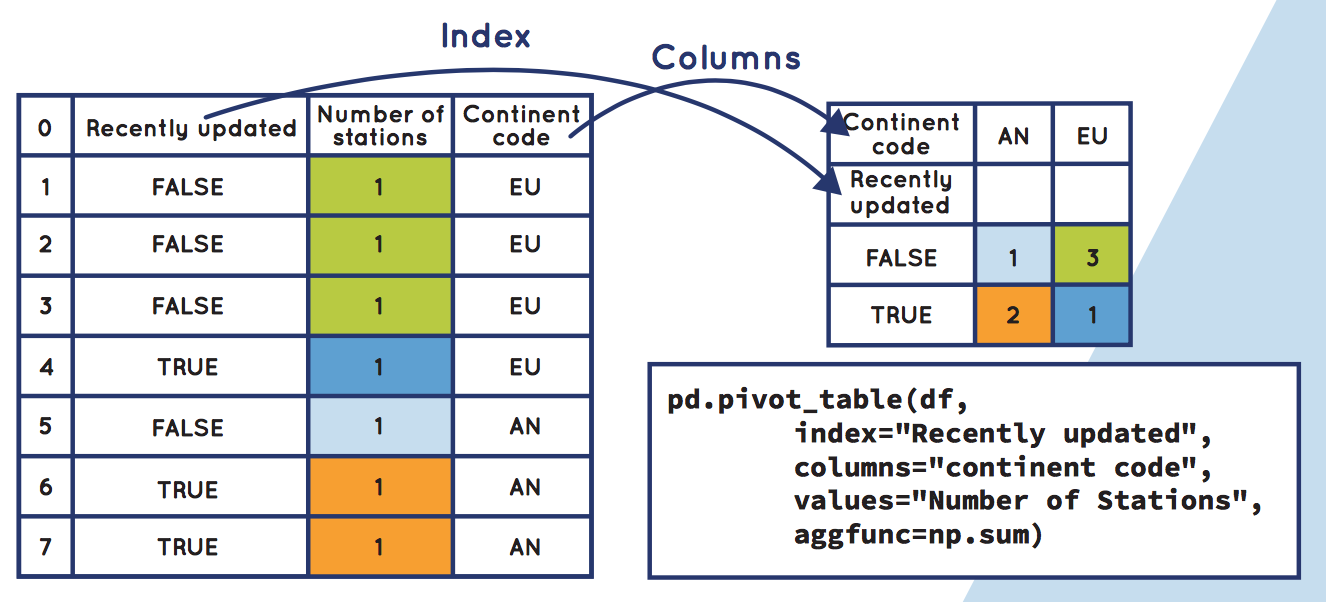 Index
Columns
0 Recently updated Number of stations Continent code
1 FALSE 1 EU
2 FALSE 1 EU
3 FALSE 1 EU
4 TRUE 1 EU
5 FALSE 1 AN
6 TRUE 1 AN
7 TRUE 1 AN
Continent code AN EU
Recently updated
FALSE 1 3
TRUE 2 1
pd.pivot_table(df,
index="Recently updated",
columns="continent code",
values="Number of Stations",
aggfunc=np.sum)